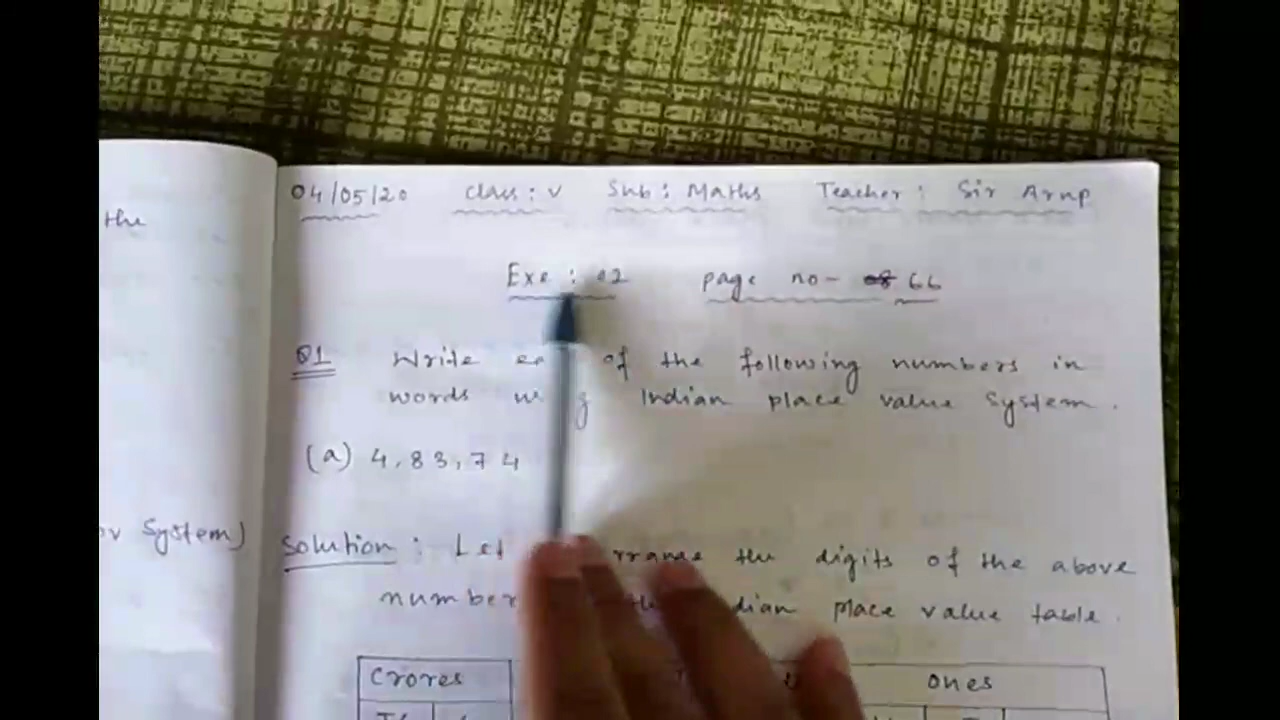 the
ov System)
04/05/20 Class: V Sub: Maths Teacher: Sir Arup
Exe: 02 page no- 66
Q1 Write of the following numbers in
words Indian place value System.
(a) 4,83,74
Solution: Let the digits of the above
number place value table.
Crores Ones